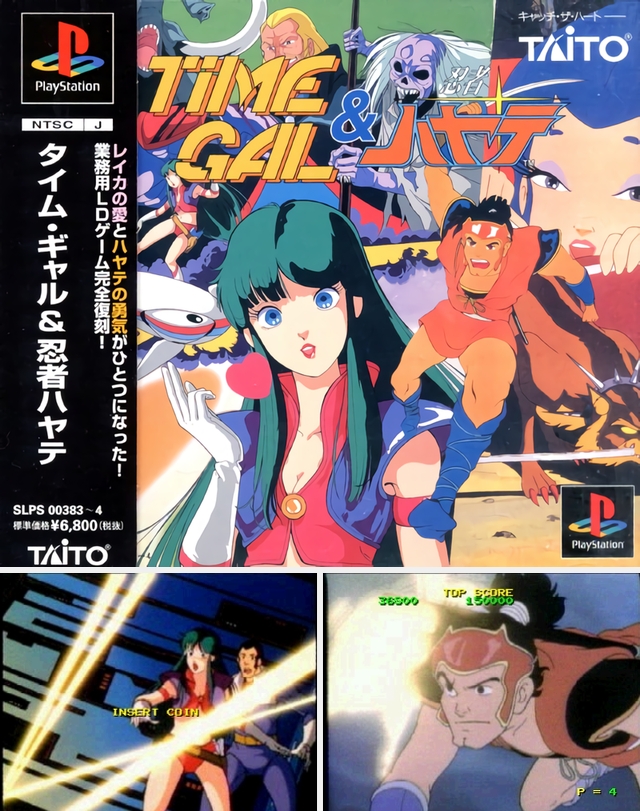 PlayStation
NTSC J
レイカの愛とハヤテの勇気がひとつになった!
業務用LDゲーム完全復刻!
タイム・ギャル&忍者ハヤテ
SLPS 00383~4
標準価格¥6,800(税抜)
TAITO®
キャッチ・ザ・ハート
TAITO®
TIME
GAL
TM
&
忍者
ハヤテ
TM
PlayStation
INSERT COIN
TOP SCORE
36900 150000
P = 4